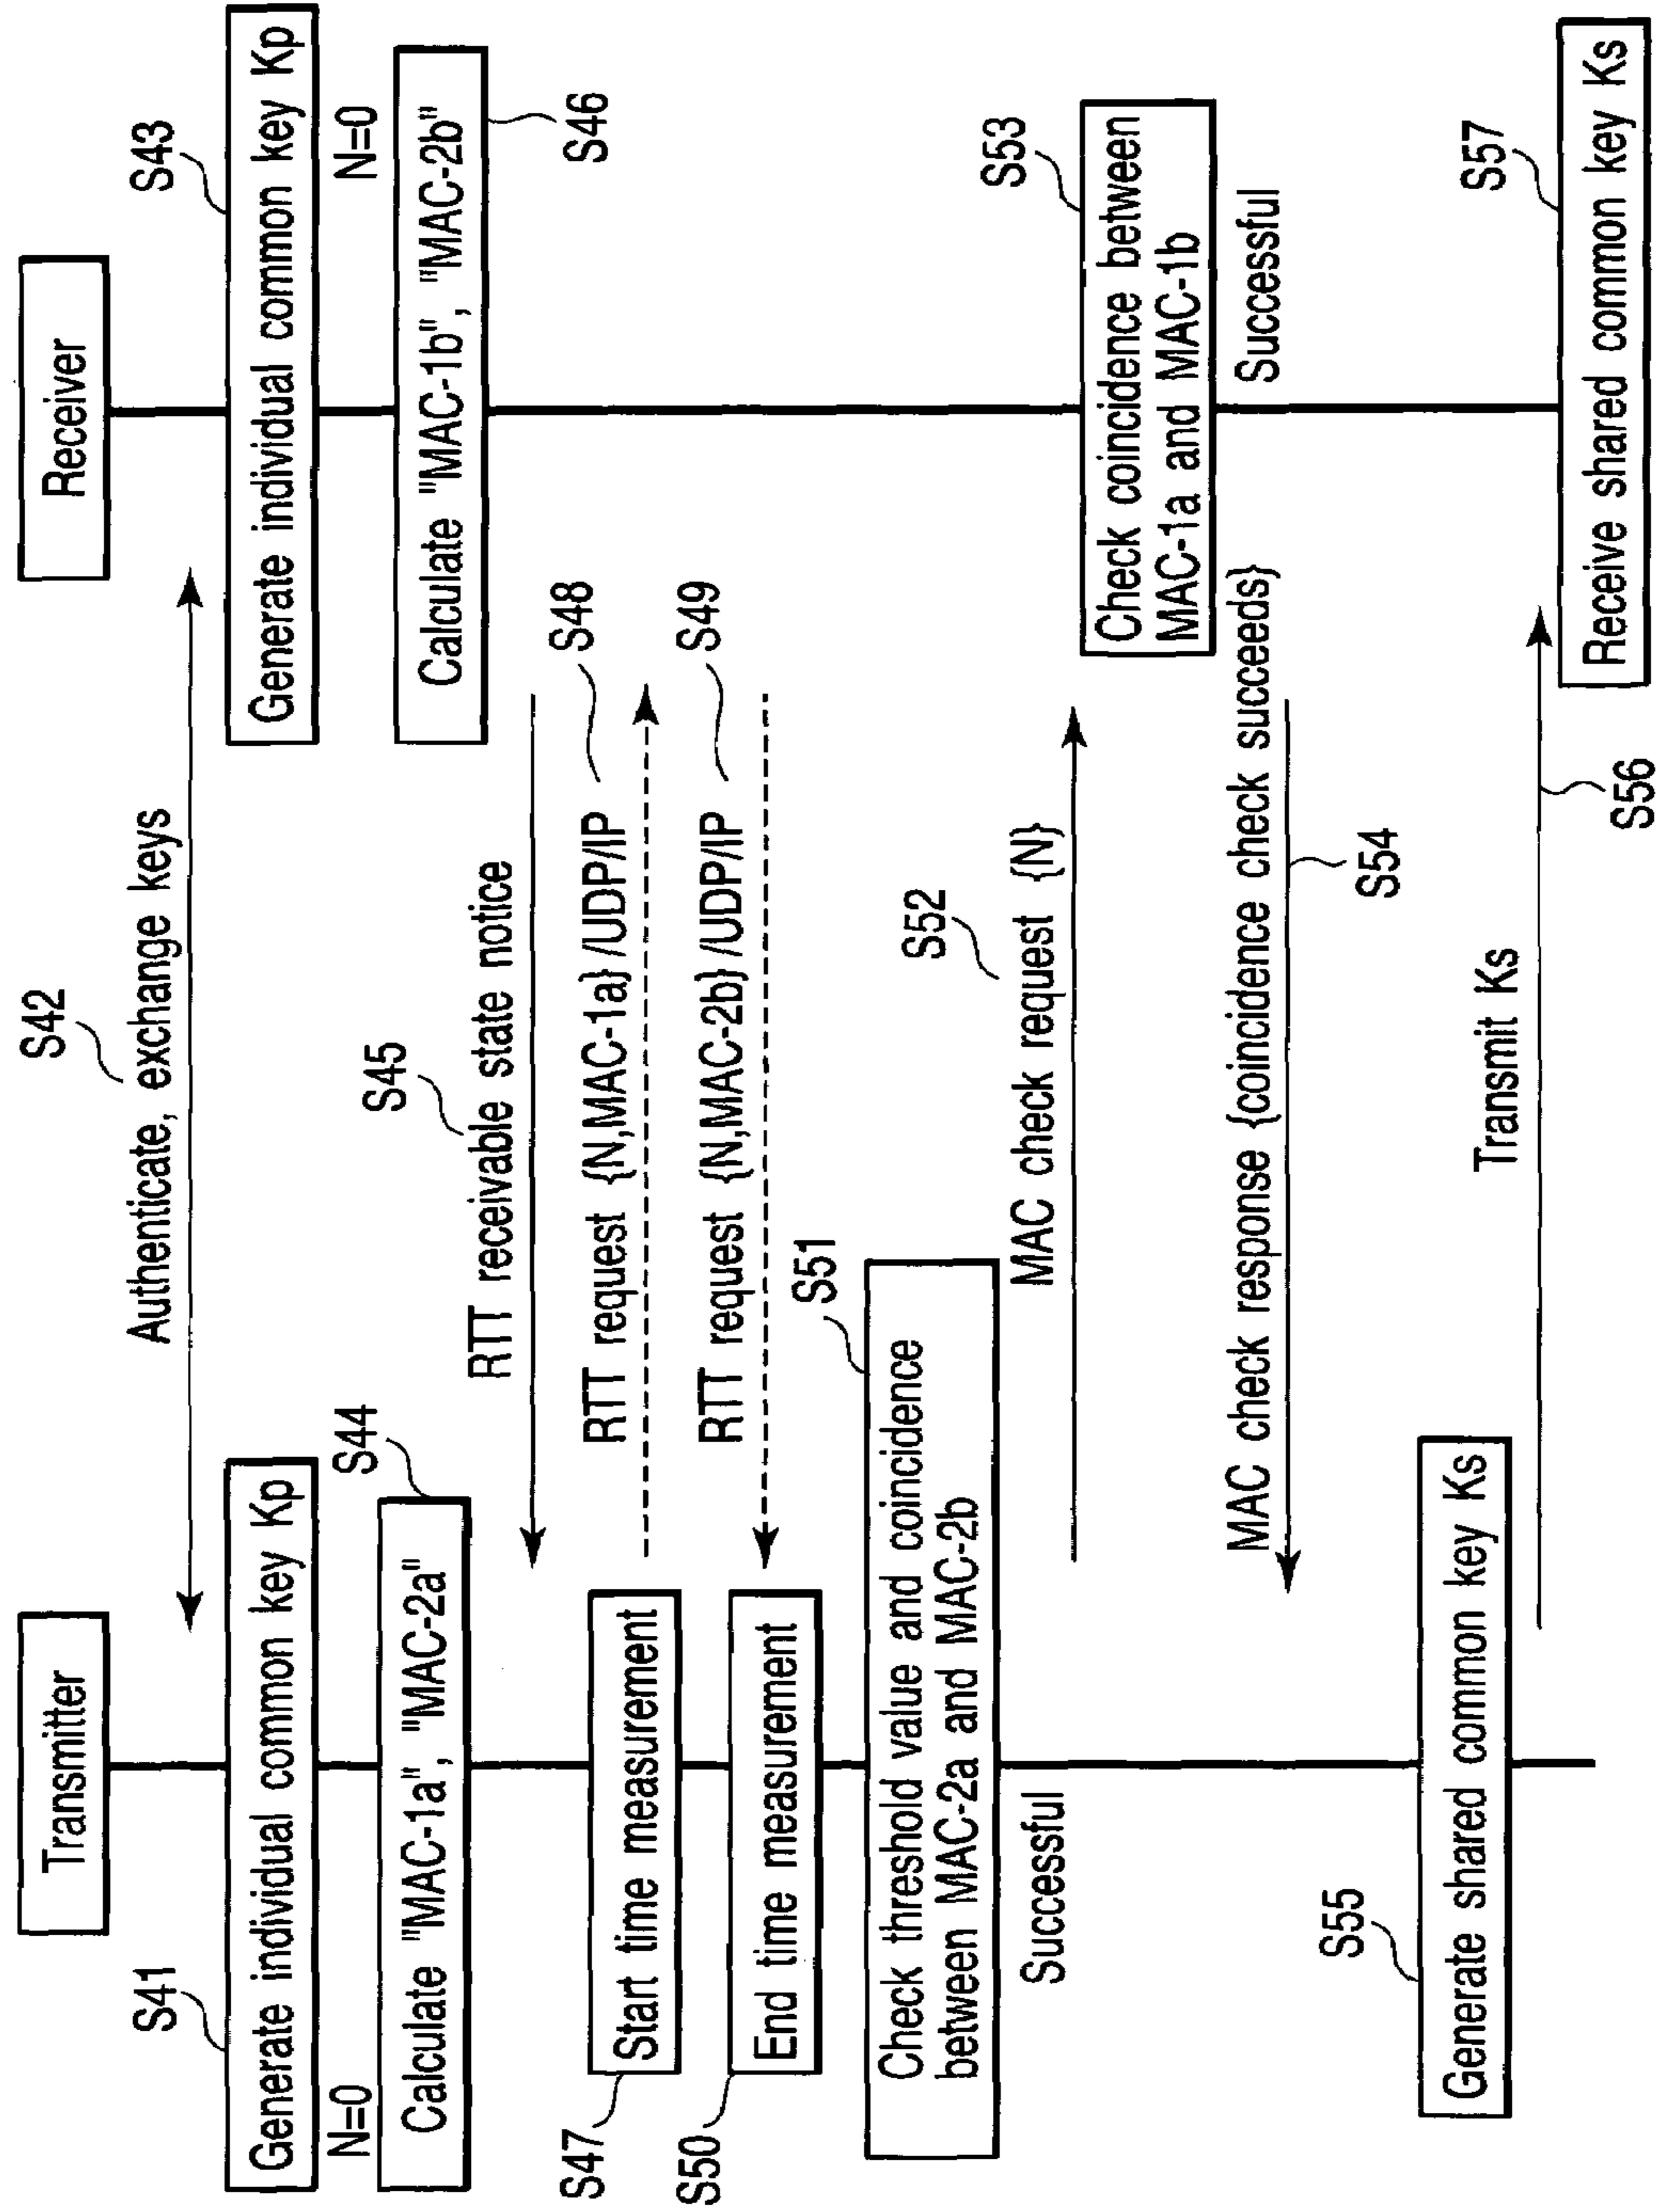 Transmitter
Receiver
S42
Authenticate, exchange keys
S41
Generate individual common key Kp
S43
Generate individual common key Kp
N=0
N=0
S44
Calculate "MAC-1a", "MAC-2a"
Calculate "MAC-1b", "MAC-2b"
S46
S45
RTT receivable state notice
S47
Start time measurement
RTT request {N,MAC-1a}/UDP/IP
S48
S50
End time measurement
RTT request {N,MAC-2b}/UDP/IP
S49
S51
Check threshold value and coincidence
between MAC-2a and MAC-2b
Successful
S52
MAC check request {N}
S53
Check coincidence between
MAC-1a and MAC-1b
Successful
MAC check response {coincidence check succeeds}
S54
S55
Generate shared common key Ks
Transmit Ks
S56
S57
Receive shared common key Ks